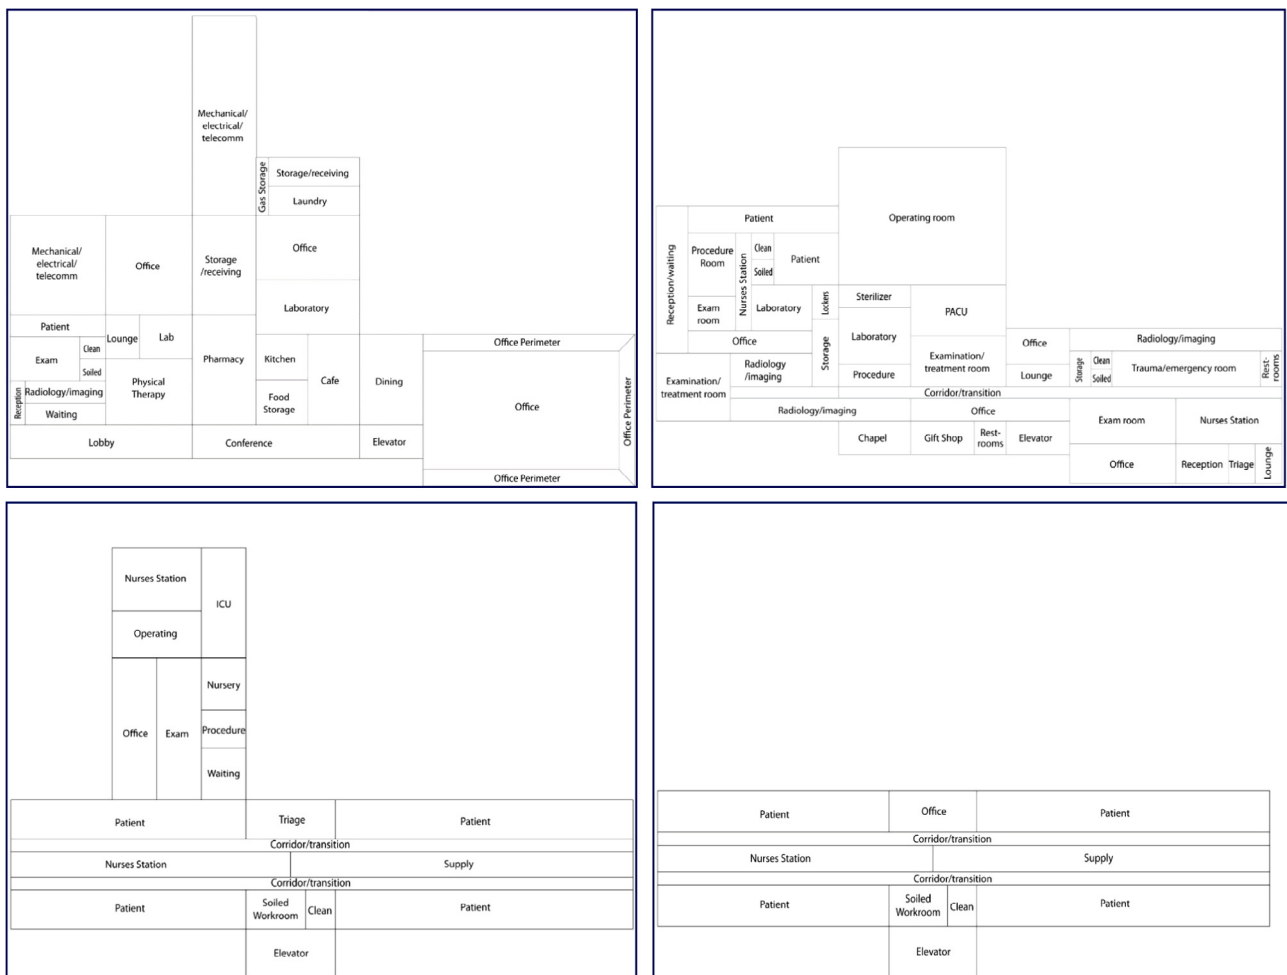 Mechanical/
electrical/
telecomm
Gas Storage
Storage/receiving
Laundry
Mechanical/
electrical/
telecomm
Office
Storage
/receiving
Office
Laboratory
Patient
Lounge
Lab
Exam
Clean
Soiled
Pharmacy
Kitchen
Cafe
Dining
Office Perimeter
Reception
Radiology/imaging
Waiting
Physical
Therapy
Food
Storage
Office
Office Perimeter
Lobby
Conference
Elevator
Office Perimeter
Operating room
Reception/waiting
Patient
Procedure
Room
Nurses Station
Clean
Soiled
Patient
Exam
room
Laboratory
Lockers
Sterilizer
PACU
Office
Storage
Laboratory
Office
Radiology/imaging
Examination/
treatment room
Radiology
/imaging
Procedure
Examination/
treatment room
Lounge
Storage
Clean
Soiled
Trauma/emergency room
Rest-
rooms
Corridor/transition
Radiology/imaging
Office
Exam room
Nurses Station
Chapel
Gift Shop
Rest-
rooms
Elevator
Office
Reception
Triage
Lounge
Nurses Station
ICU
Operating
Office
Exam
Nursery
Procedure
Waiting
Patient
Triage
Patient
Corridor/transition
Nurses Station
Supply
Corridor/transition
Patient
Soiled
Workroom
Clean
Patient
Elevator
Patient
Office
Patient
Corridor/transition
Nurses Station
Supply
Corridor/transition
Patient
Soiled
Workroom
Clean
Patient
Elevator